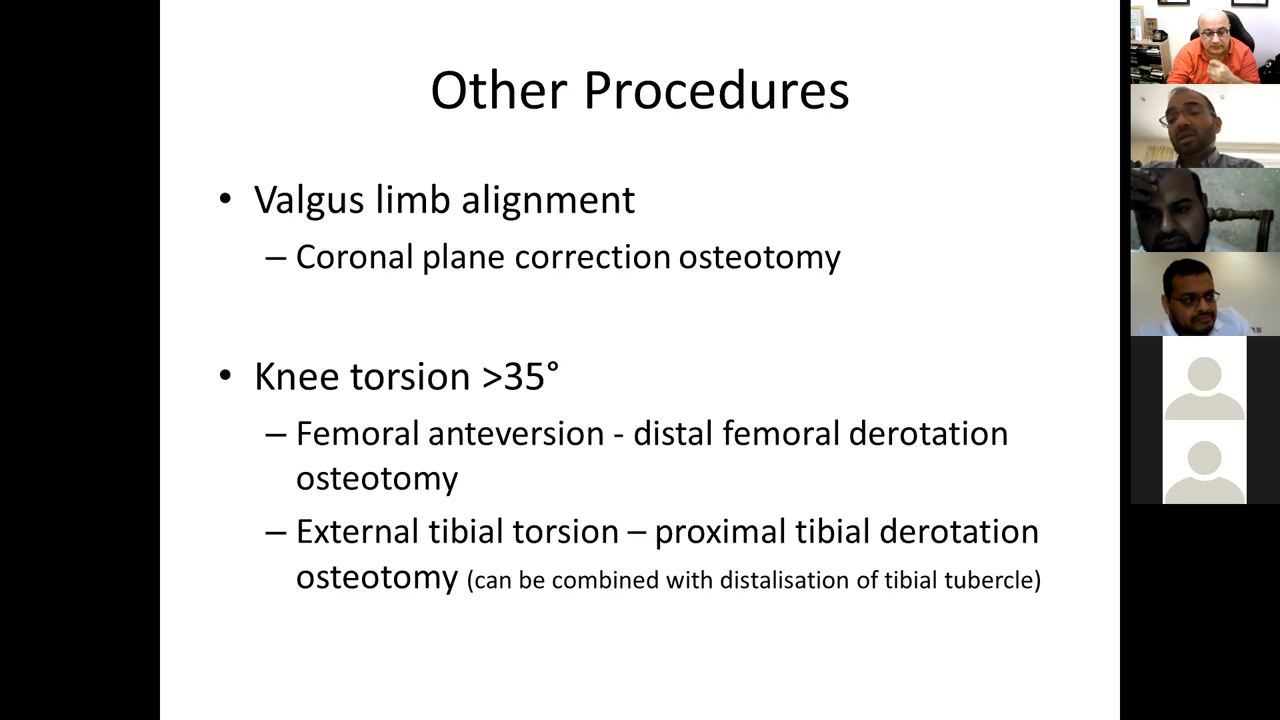 Other Procedures
• Valgus limb alignment
– Coronal plane correction osteotomy
• Knee torsion >35°
– Femoral anteversion - distal femoral derotation
osteotomy
– External tibial torsion – proximal tibial derotation
osteotomy (can be combined with distalisation of tibial tubercle)